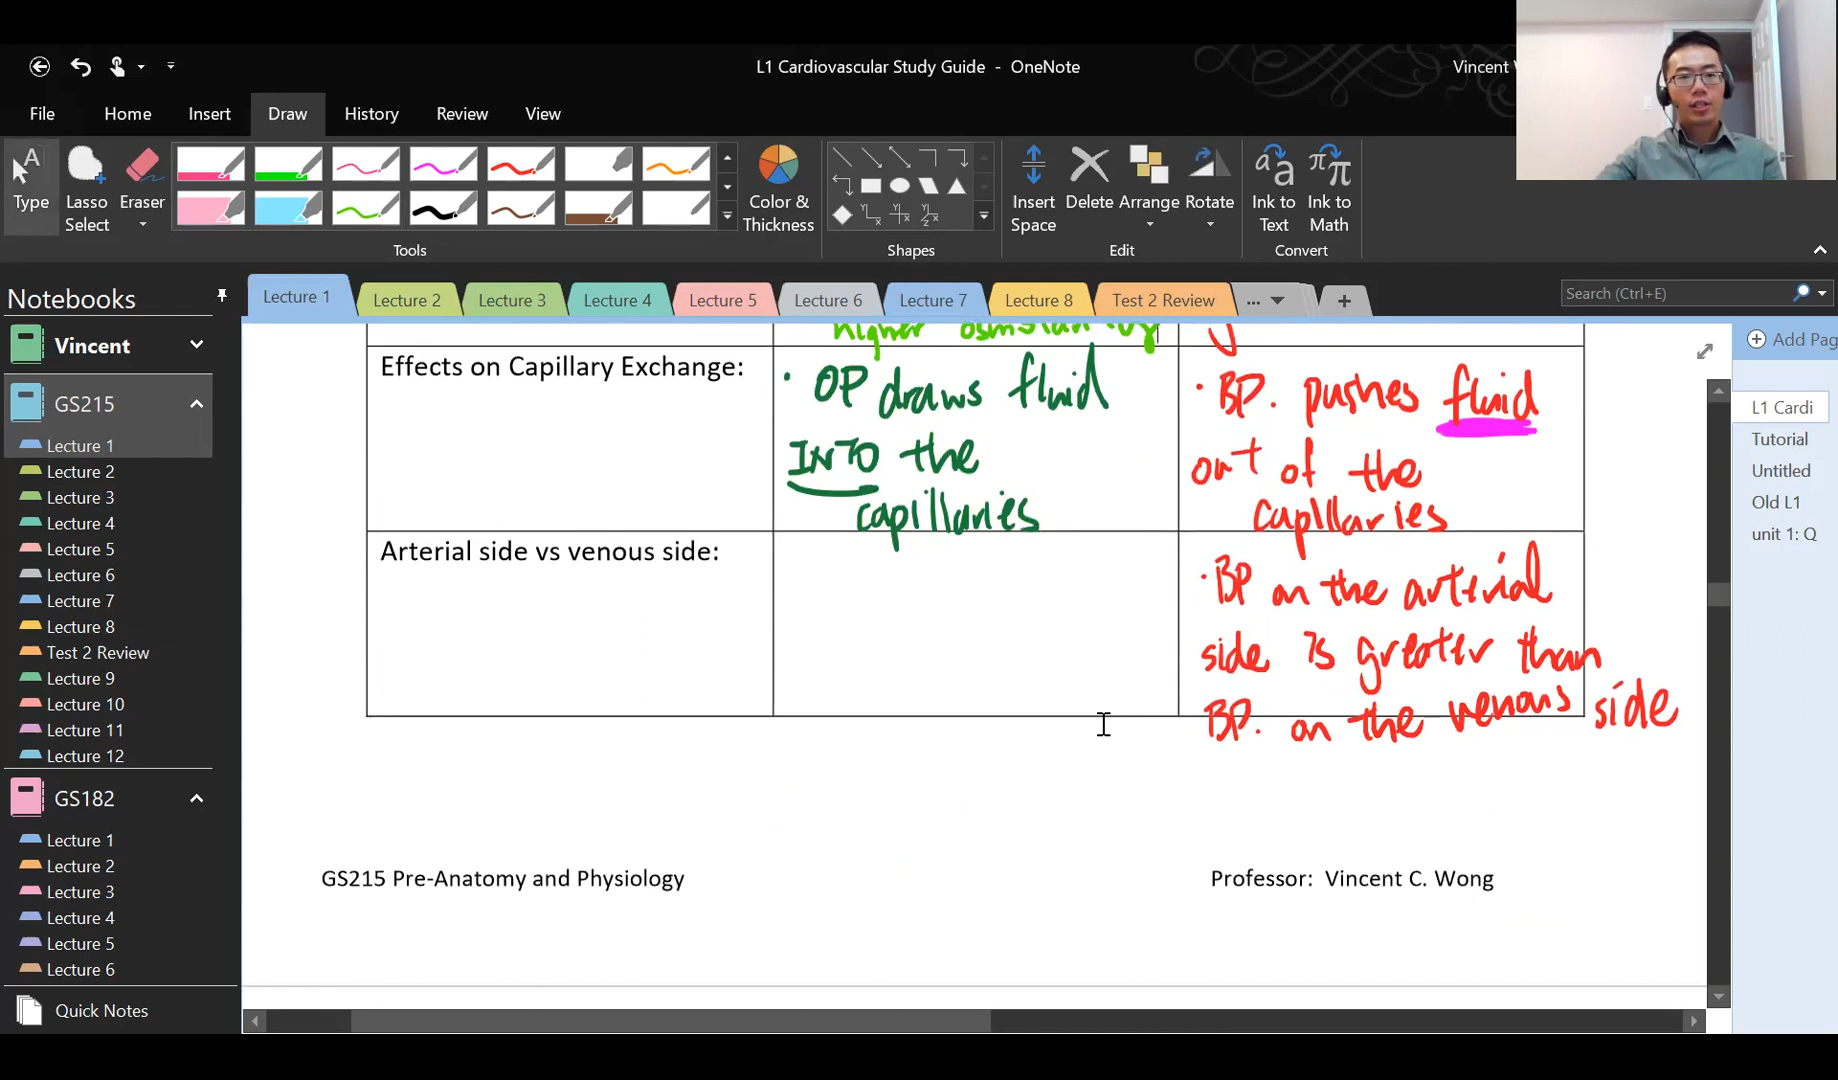 L1 Cardiovascular Study Guide - OneNote
Vincent
File Home Insert Draw History Review View
Type
Lasso Select
Eraser
Color & Thickness
Insert Space
Delete
Arrange
Rotate
Ink to Text
Ink to Math
Tools
Shapes
Edit
Convert
Notebooks
Lecture 1 Lecture 2 Lecture 3 Lecture 4 Lecture 5 Lecture 6 Lecture 7 Lecture 8 Test 2 Review ...
Search (Ctrl+E)
Vincent
GS215
Lecture 1
Lecture 2
Lecture 3
Lecture 4
Lecture 5
Lecture 6
Lecture 7
Lecture 8
Test 2 Review
Lecture 9
Lecture 10
Lecture 11
Lecture 12
GS182
Lecture 1
Lecture 2
Lecture 3
Lecture 4
Lecture 5
Lecture 6
Quick Notes
higher osmolarity
Effects on Capillary Exchange:
· OP draws fluid
INTO the
capillaries
· BP. pushes fluid
out of the
capillaries
Arterial side vs venous side:
· BP on the arterial
side is greater than
BP. on the venous side
GS215 Pre-Anatomy and Physiology
Professor: Vincent C. Wong
Add Pag
L1 Cardi
Tutorial
Untitled
Old L1
unit 1: Q